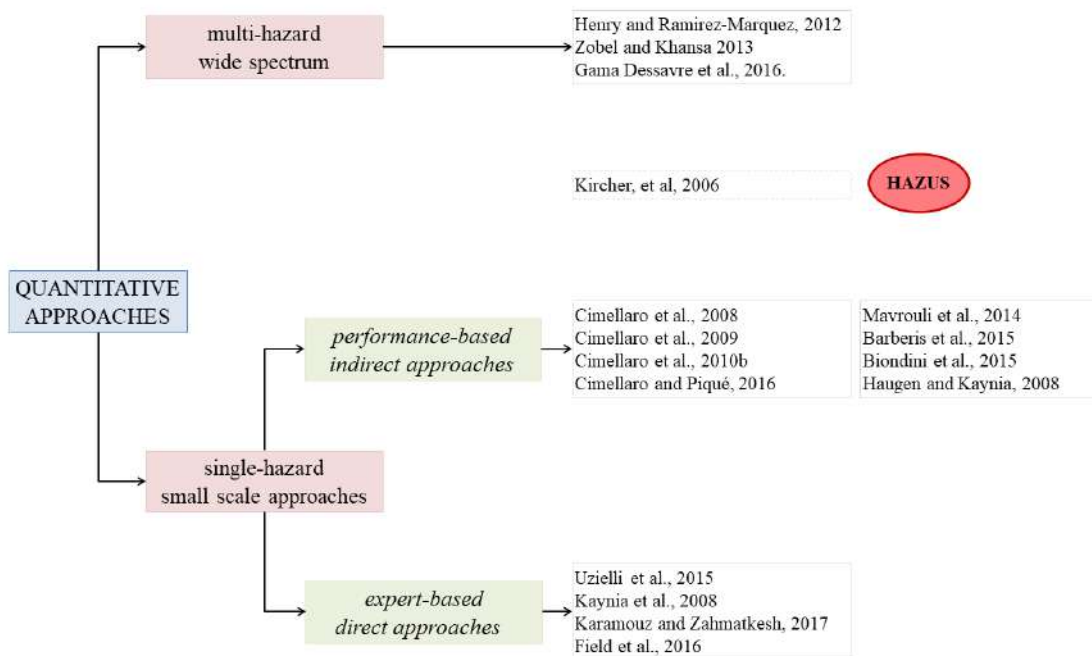 multi-hazard
wide spectrum
Henry and Ramirez-Marquez, 2012
Zobel and Khansa 2013
Gama Dessavre et al., 2016.
Kircher, et al, 2006
HAZUS
QUANTITATIVE
APPROACHES
performance-based
indirect approaches
Cimellaro et al., 2008
Cimellaro et al., 2009
Cimellaro et al., 2010b
Cimellaro and Piqué, 2016
Mavrouli et al., 2014
Barberis et al., 2015
Biondini et al., 2015
Haugen and Kaynia, 2008
single-hazard
small scale approaches
expert-based
direct approaches
Uzielli et al., 2015
Kaynia et al., 2008
Karamouz and Zahmatkesh, 2017
Field et al., 2016